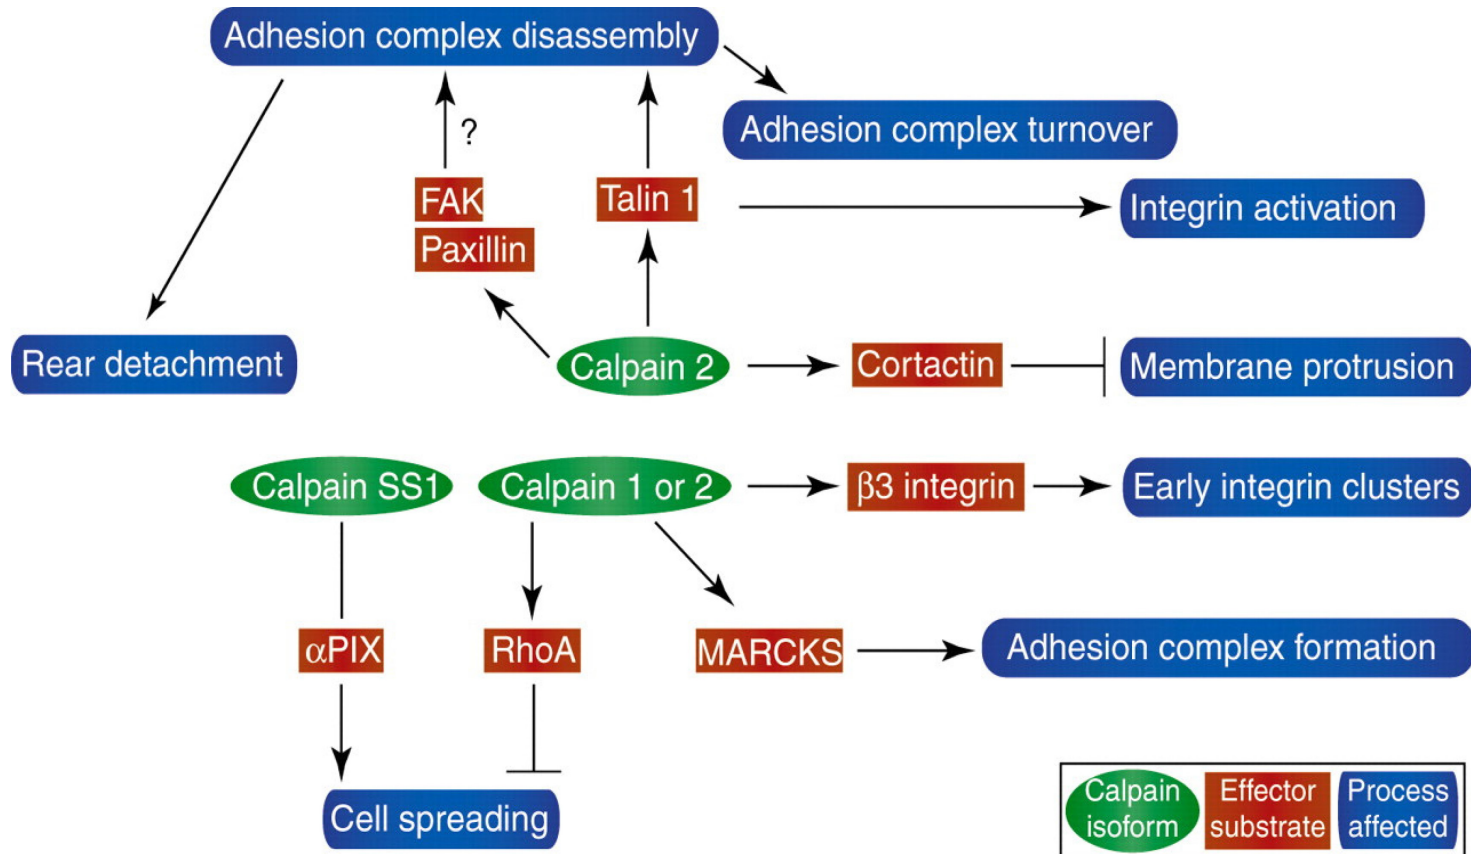 Adhesion complex disassembly
Adhesion complex turnover
?
FAK
Talin 1
Integrin activation
Paxillin
Rear detachment
Calpain 2
Cortactin
Membrane protrusion
Calpain SS1
Calpain 1 or 2
β3 integrin
Early integrin clusters
αPIX
RhoA
MARCKS
Adhesion complex formation
Cell spreading
Calpain
isoform
Effector
substrate
Process
affected